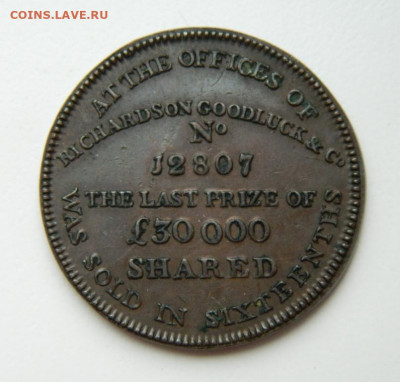 COINS.LAVE.RU
AT THE OFFICES OF
RICHARDSON GOODLUCK & Co
No
12807
THE LAST PRIZE OF
£30000
SHARED
WAS SOLD IN SIXTEENTHS